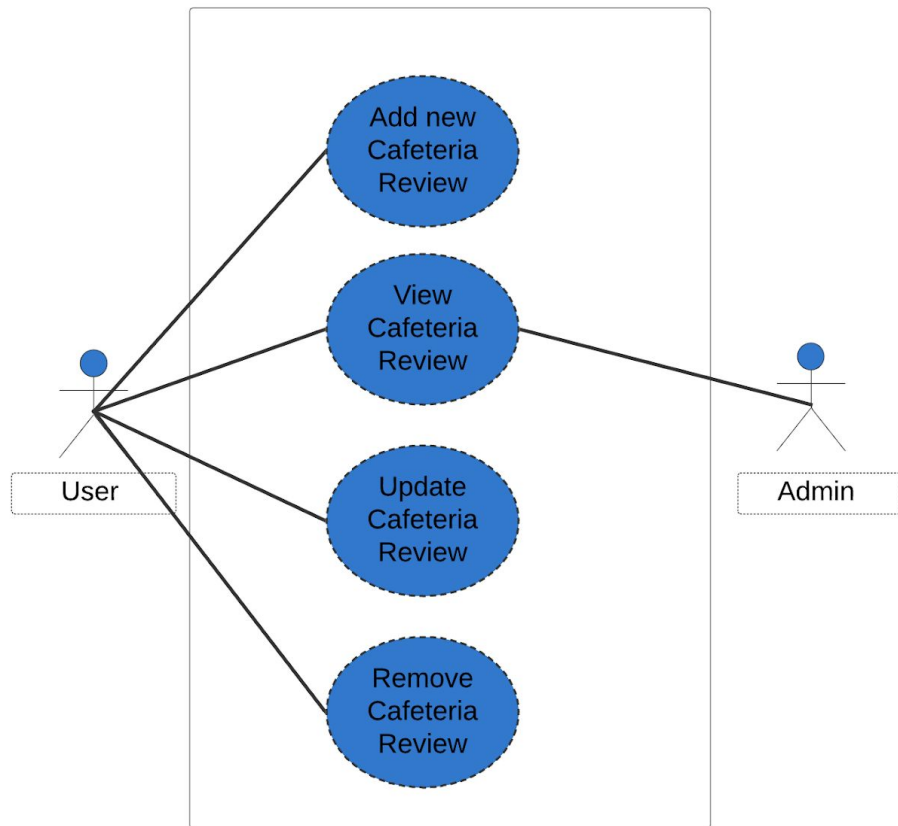 Add new
Cafeteria
Review
View
Cafeteria
Review
User
Admin
Update
Cafeteria
Review
Remove
Cafeteria
Review